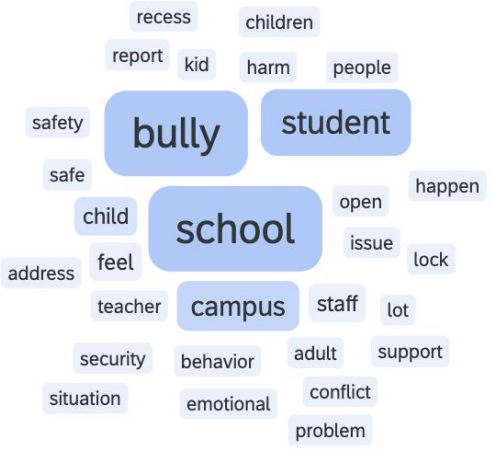 recess
children
report
kid
harm
people
safety
bully
student
safe
happen
child
school
open
issue
feel
lock
address
teacher
campus
staff
lot
security
behavior
adult
support
situation
emotional
conflict
problem